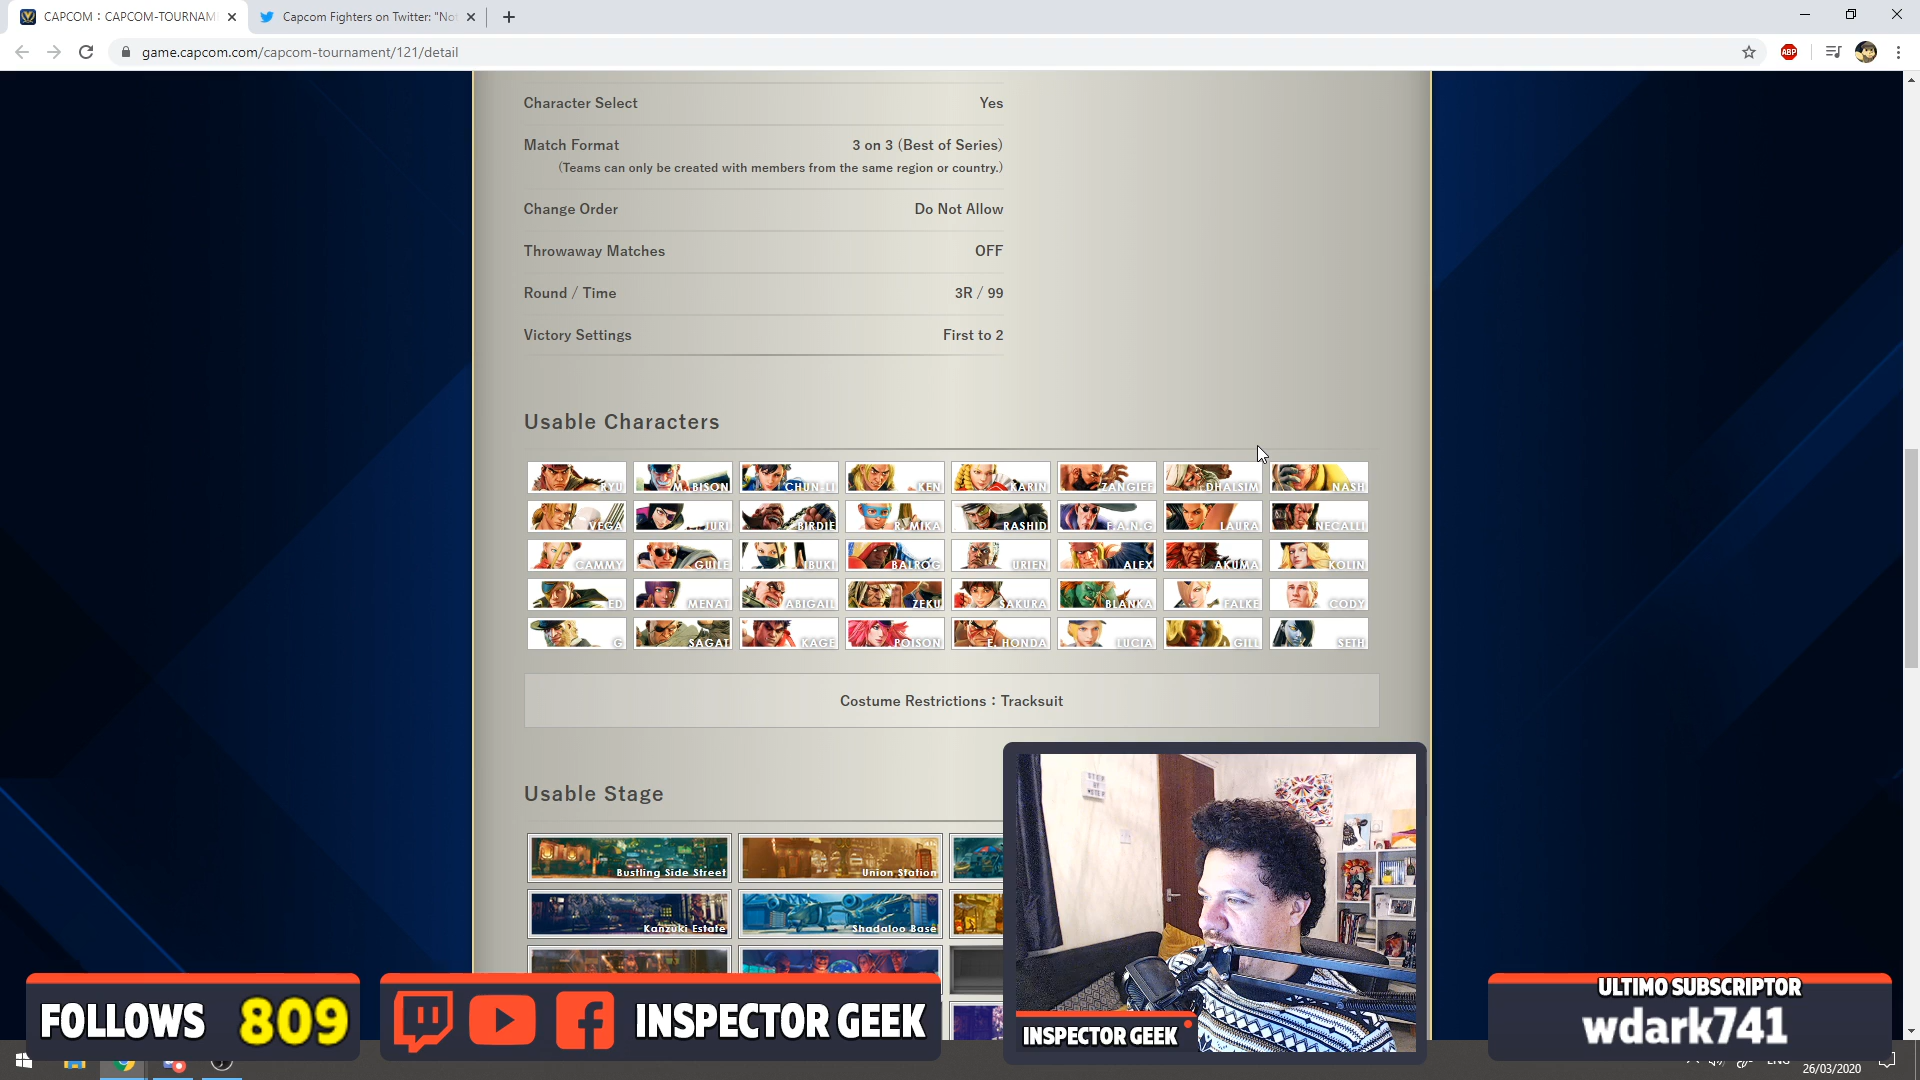 CAPCOM：CAPCOM-TOURNAM
Capcom Fighters on Twitter: "Not
game.capcom.com/capcom-tournament/121/detail
ABP
Character Select Yes
Match Format 3 on 3 (Best of Series)
(Teams can only be created with members from the same region or country.)
Change Order Do Not Allow
Throwaway Matches OFF
Round / Time 3R / 99
Victory Settings First to 2
Usable Characters
RYU M. BISON CHUN-LI KEN KARIN ZANGIEF DHALSIM NASH
VEGA JURI BIRDIE R. MIKA RASHID F.A.N.G LAURA NECALLI
CAMMY GUILE IBUKI BALROG URIEN ALEX AKUMA KOLIN
ED MENAT ABIGAIL ZEKU SAKURA BLANKA FALKE CODY
G SAGAT KAGE POISON E. HONDA LUCIA GILL SETH
Costume Restrictions：Tracksuit
Usable Stage
Bustling Side Street Union Station
Kanzuki Estate Shadaloo Base
FOLLOWS 809
INSPECTOR GEEK
INSPECTOR GEEK
ULTIMO SUBSCRIPTOR
wdark741
ENG
26/03/2020